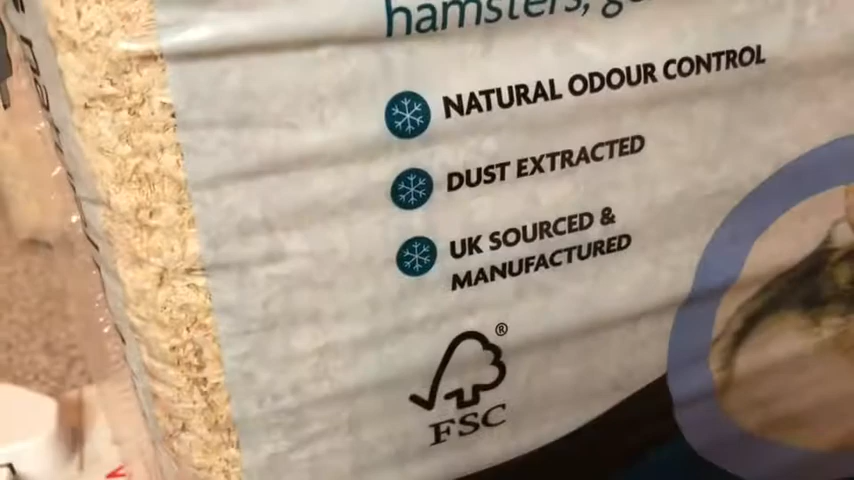 hamsters,
NATURAL ODOUR CONTROL
DUST EXTRACTED
UK SOURCED &
MANUFACTURED
®
FSC